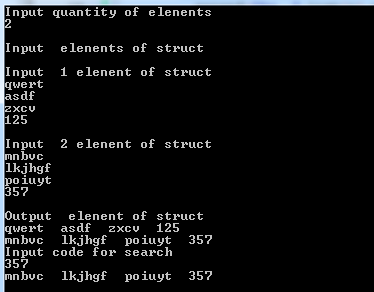 Input quantity of elenents
2
Input  elenents of struct
Input  1 elenent of struct
qwert
asdf
zxcv
125
Input  2 elenent of struct
mnbvc
lkjhgf
poiuyt
357
Output  elenent of struct
qwert  asdf  zxcv  125
mnbvc  lkjhgf  poiuyt  357
Input code for search
357
mnbvc  lkjhgf  poiuyt  357